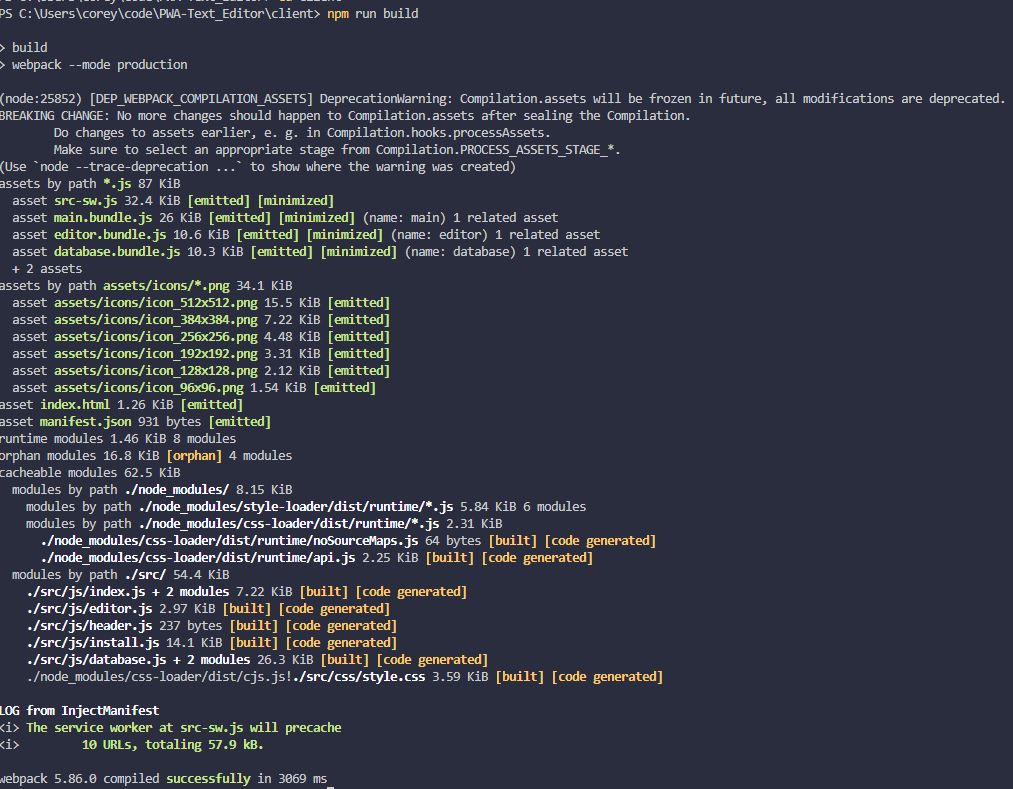 PS C:\Users\corey\code\PWA-Text_Editor\client> npm run build
> build
> webpack --mode production
(node:25852) [DEP_WEBPACK_COMPILATION_ASSETS] DeprecationWarning: Compilation.assets will be frozen in future, all modifications are deprecated.
BREAKING CHANGE: No more changes should happen to Compilation.assets after sealing the Compilation.
Do changes to assets earlier, e. g. in Compilation.hooks.processAssets.
Make sure to select an appropriate stage from Compilation.PROCESS_ASSETS_STAGE_*.
(Use `node --trace-deprecation ...` to show where the warning was created)
assets by path *.js 87 KiB
asset src-sw.js 32.4 KiB [emitted] [minimized]
asset main.bundle.js 26 KiB [emitted] [minimized] (name: main) 1 related asset
asset editor.bundle.js 10.6 KiB [emitted] [minimized] (name: editor) 1 related asset
asset database.bundle.js 10.3 KiB [emitted] [minimized] (name: database) 1 related asset
+ 2 assets
assets by path assets/icons/*.png 34.1 KiB
asset assets/icons/icon_512x512.png 15.5 KiB [emitted]
asset assets/icons/icon_384x384.png 7.22 KiB [emitted]
asset assets/icons/icon_256x256.png 4.48 KiB [emitted]
asset assets/icons/icon_192x192.png 3.31 KiB [emitted]
asset assets/icons/icon_128x128.png 2.12 KiB [emitted]
asset assets/icons/icon_96x96.png 1.54 KiB [emitted]
asset index.html 1.26 KiB [emitted]
asset manifest.json 931 bytes [emitted]
runtime modules 1.46 KiB 8 modules
orphan modules 16.8 KiB [orphan] 4 modules
cacheable modules 62.5 KiB
modules by path ./node_modules/ 8.15 KiB
modules by path ./node_modules/style-loader/dist/runtime/*.js 5.84 KiB 6 modules
modules by path ./node_modules/css-loader/dist/runtime/*.js 2.31 KiB
./node_modules/css-loader/dist/runtime/noSourceMaps.js 64 bytes [built] [code generated]
./node_modules/css-loader/dist/runtime/api.js 2.25 KiB [built] [code generated]
modules by path ./src/ 54.4 KiB
./src/js/index.js + 2 modules 7.22 KiB [built] [code generated]
./src/js/editor.js 2.97 KiB [built] [code generated]
./src/js/header.js 237 bytes [built] [code generated]
./src/js/install.js 14.1 KiB [built] [code generated]
./src/js/database.js + 2 modules 26.3 KiB [built] [code generated]
./node_modules/css-loader/dist/cjs.js!./src/css/style.css 3.59 KiB [built] [code generated]
LOG from InjectManifest
<i> The service worker at src-sw.js will precache
<i> 10 URLs, totaling 57.9 kB.
webpack 5.86.0 compiled successfully in 3069 ms